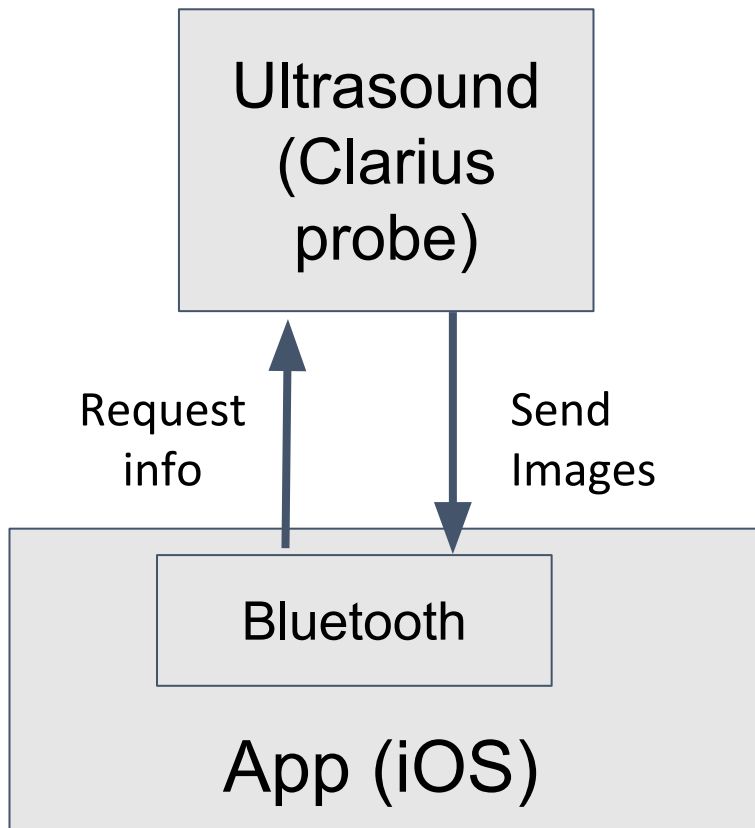 Ultrasound
(Clarius
probe)
Request
info
Send
Images
Bluetooth
App (iOS)